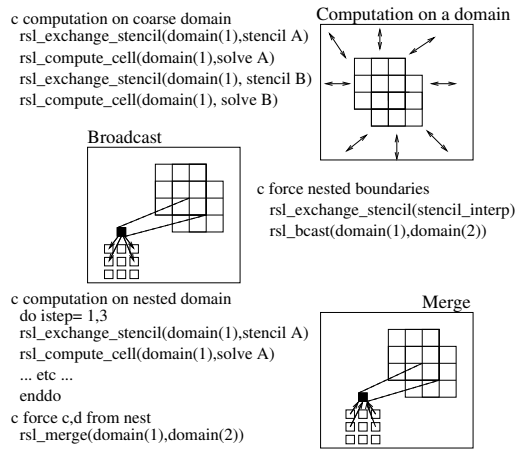 c computation on coarse domain
rsl_exchange_stencil(domain(1),stencil A)
rsl_compute_cell(domain(1),solve A)
rsl_exchange_stencil(domain(1), stencil B)
rsl_compute_cell(domain(1), solve B)
Computation on a domain
Broadcast
c force nested boundaries
rsl_exchange_stencil(stencil_interp)
rsl_bcast(domain(1),domain(2))
c computation on nested domain
do istep= 1,3
rsl_exchange_stencil(domain(1),stencil A)
rsl_compute_cell(domain(1),solve A)
... etc ...
enddo
c force c,d from nest
rsl_merge(domain(1),domain(2))
Merge